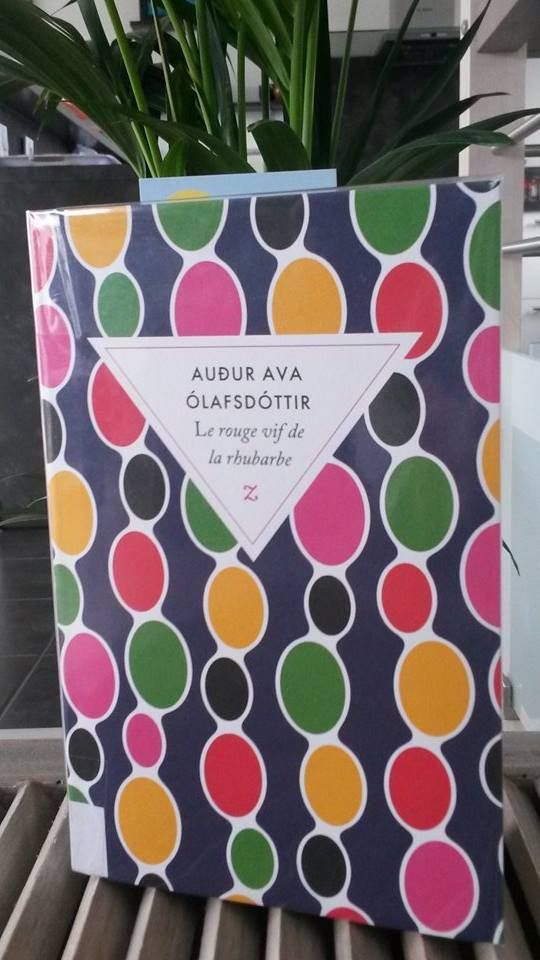 AUÐUR AVA
ÓLAFSDÓTTIR
Le rouge vif de
la rhubarbe
Z